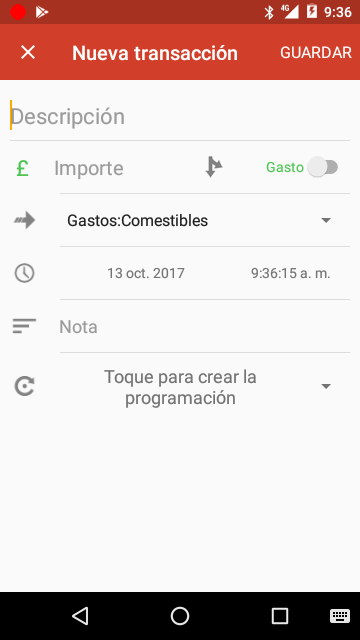 4G 9:36
Nueva transacción GUARDAR
Descripción
£ Importe Gasto
Gastos:Comestibles
13 oct. 2017 9:36:15 a. m.
Nota
Toque para crear la
programación